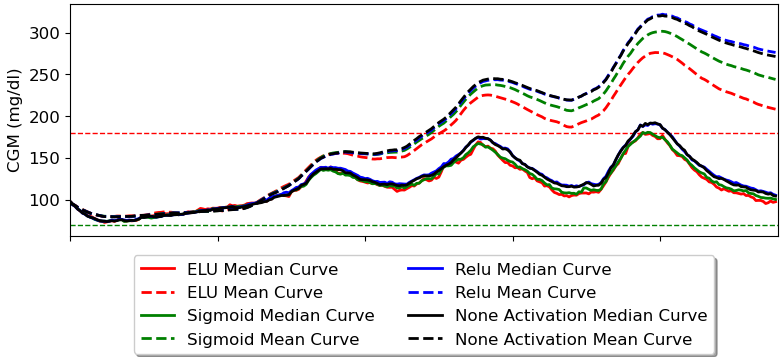 CGM (mg/dl)
300
250
200
150
100
ELU Median Curve
ELU Mean Curve
Sigmoid Median Curve
Sigmoid Mean Curve
Relu Median Curve
Relu Mean Curve
None Activation Median Curve
None Activation Mean Curve